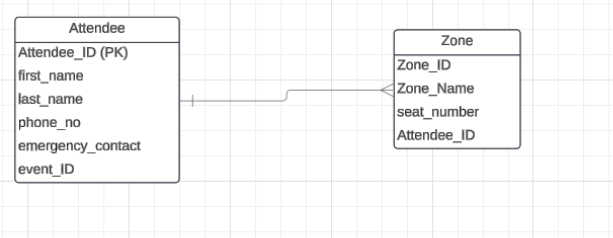 Attendee
Attendee_ID (PK)
first_name
last_name
phone_no
emergency_contact
event_ID
Zone
Zone_ID
Zone_Name
seat_number
Attendee_ID